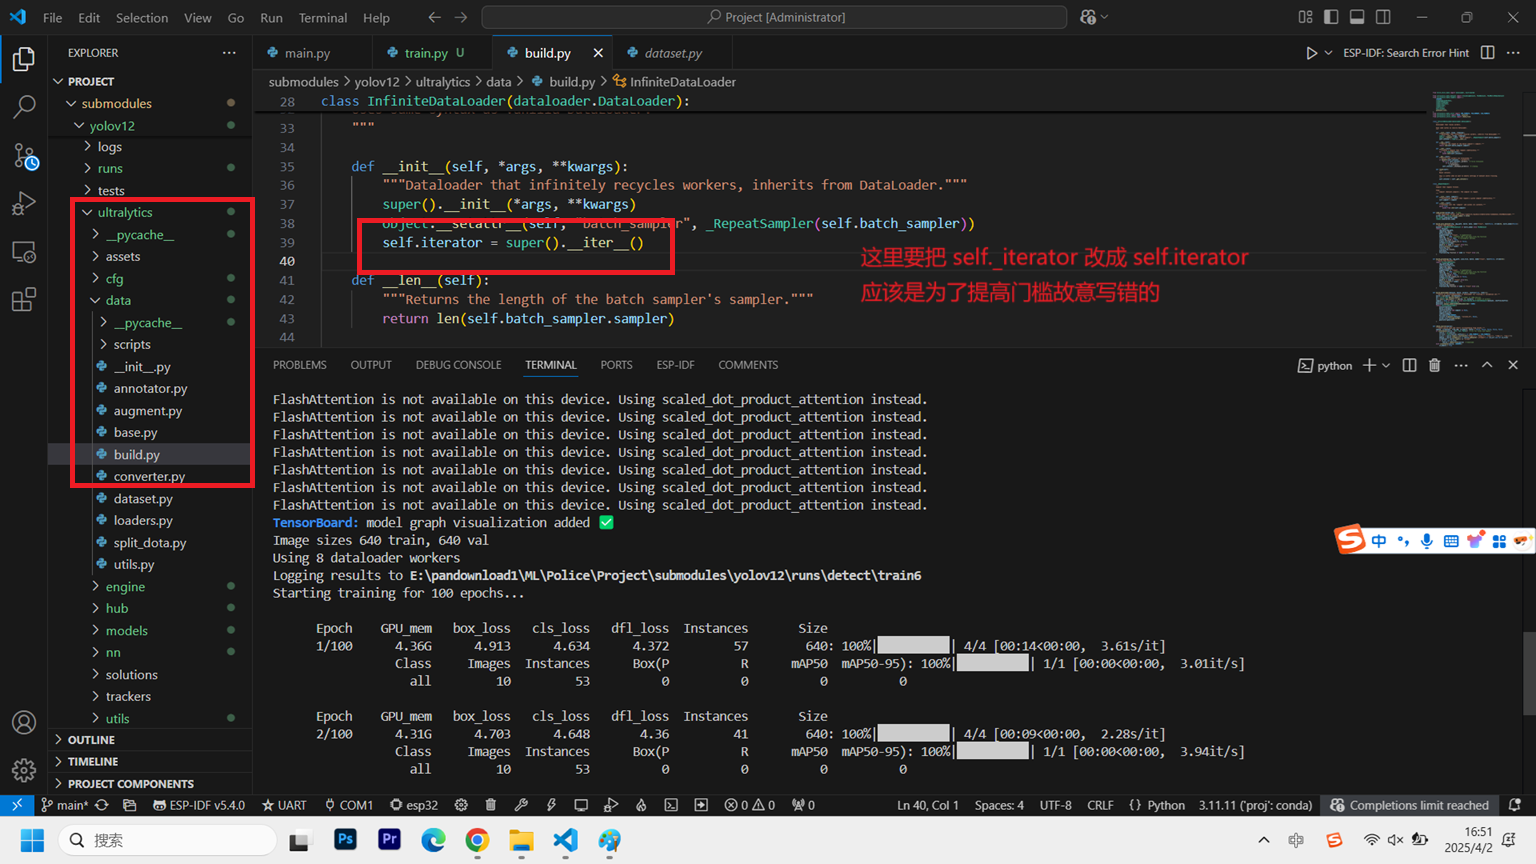 File Edit Selection View Go Run Terminal Help
Project [Administrator]
EXPLORER
main.py
train.py U
build.py
dataset.py
ESP-IDF: Search Error Hint
PROJECT
submodules
yolov12
logs
runs
tests
ultralytics
__pycache__
assets
cfg
data
__pycache__
scripts
__init__.py
annotator.py
augment.py
base.py
build.py
converter.py
dataset.py
loaders.py
split_dota.py
utils.py
engine
hub
models
nn
solutions
trackers
utils
OUTLINE
TIMELINE
PROJECT COMPONENTS
submodules > yolov12 > ultralytics > data > build.py > InfiniteDataLoader
28 class InfiniteDataLoader(dataloader.DataLoader):
33 """
34
35 def __init__(self, *args, **kwargs):
36 """Dataloader that infinitely recycles workers, inherits from DataLoader."""
37 super().__init__(*args, **kwargs)
38 object.__setattr__(self, "batch_sampler", _RepeatSampler(self.batch_sampler))
39 self.iterator = super().__iter__()
40
41 def __len__(self):
42 """Returns the length of the batch sampler's sampler."""
43 return len(self.batch_sampler.sampler)
44
这里要把 self._iterator 改成 self.iterator
应该是为了提高门槛故意写错的
PROBLEMS OUTPUT DEBUG CONSOLE TERMINAL PORTS ESP-IDF COMMENTS
python
FlashAttention is not available on this device. Using scaled_dot_product_attention instead.
FlashAttention is not available on this device. Using scaled_dot_product_attention instead.
FlashAttention is not available on this device. Using scaled_dot_product_attention instead.
FlashAttention is not available on this device. Using scaled_dot_product_attention instead.
FlashAttention is not available on this device. Using scaled_dot_product_attention instead.
FlashAttention is not available on this device. Using scaled_dot_product_attention instead.
FlashAttention is not available on this device. Using scaled_dot_product_attention instead.
TensorBoard: model graph visualization added ✅
Image sizes 640 train, 640 val
Using 8 dataloader workers
Logging results to E:\pandownload1\ML\Police\Project\submodules\yolov12\runs\detect\train6
Starting training for 100 epochs...
Epoch GPU_mem box_loss cls_loss dfl_loss Instances Size
1/100 4.36G 4.913 4.634 4.372 57 640: 100%|██████████| 4/4 [00:14<00:00, 3.61s/it]
Class Images Instances Box(P R mAP50 mAP50-95): 100%|██████████| 1/1 [00:00<00:00, 3.01it/s]
all 10 53 0 0 0 0
Epoch GPU_mem box_loss cls_loss dfl_loss Instances Size
2/100 4.31G 4.703 4.648 4.36 41 640: 100%|██████████| 4/4 [00:09<00:00, 2.28s/it]
Class Images Instances Box(P R mAP50 mAP50-95): 100%|██████████| 1/1 [00:00<00:00, 3.94it/s]
all 10 53 0 0 0 0
中
main* ESP-IDF v5.4.0 UART COM1 esp32 0 0 0 Ln 40, Col 1 Spaces: 4 UTF-8 CRLF {} Python 3.11.11 ('proj': conda) Completions limit reached
搜索
Ps
Pr
16:51
2025/4/2